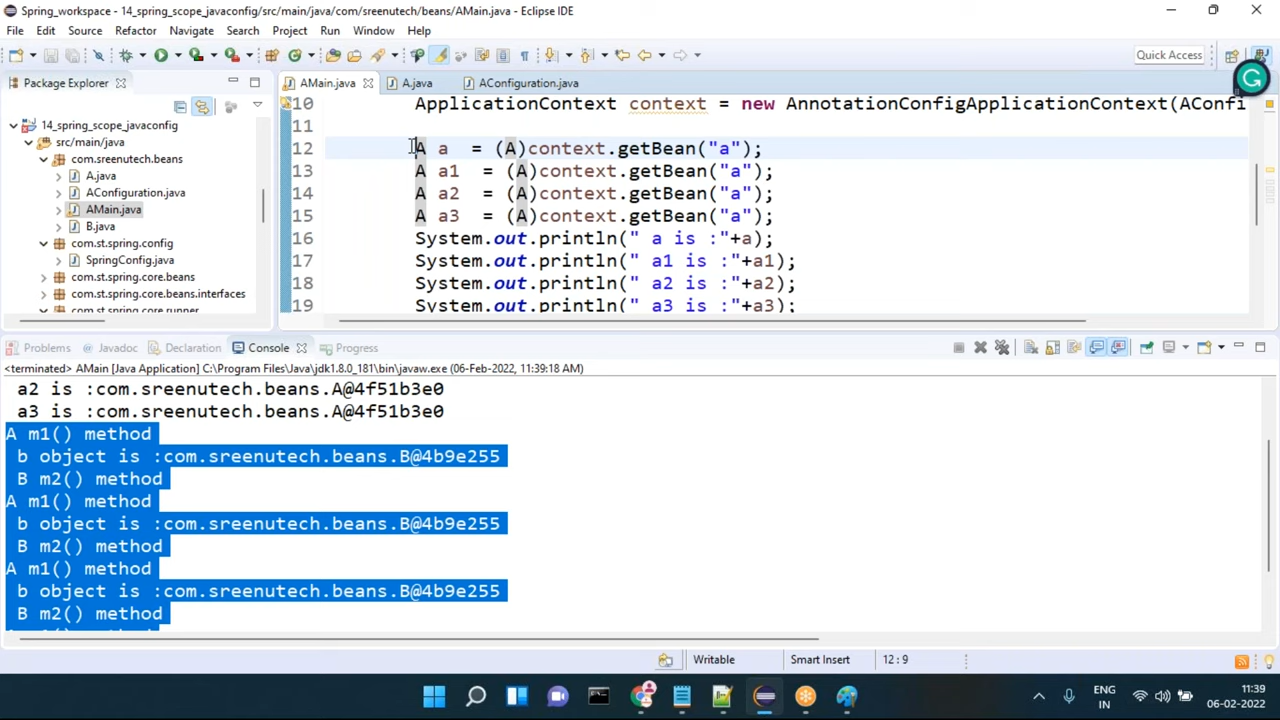 Spring_workspace - 14_spring_scope_javaconfig/src/main/java/com/sreenutech/beans/AMain.java - Eclipse IDE
File Edit Source Refactor Navigate Search Project Run Window Help
Quick Access
Package Explorer
14_spring_scope_javaconfig
src/main/java
com.sreenutech.beans
A.java
AConfiguration.java
AMain.java
B.java
com.st.spring.config
SpringConfig.java
com.st.spring.core.beans
com.st.spring.core.beans.interfaces
com.st.spring.core.runner
AMain.java A.java AConfiguration.java
10 ApplicationContext context = new AnnotationConfigApplicationContext(AConfi
11
12 A a = (A)context.getBean("a");
13 A a1 = (A)context.getBean("a");
14 A a2 = (A)context.getBean("a");
15 A a3 = (A)context.getBean("a");
16 System.out.println(" a is :"+a);
17 System.out.println(" a1 is :"+a1);
18 System.out.println(" a2 is :"+a2);
19 System.out.println(" a3 is :"+a3);
Problems Javadoc Declaration Console Progress
<terminated> AMain [Java Application] C:\Program Files\Java\jdk1.8.0_181\bin\javaw.exe (06-Feb-2022, 11:39:18 AM)
a2 is :com.sreenutech.beans.A@4f51b3e0
a3 is :com.sreenutech.beans.A@4f51b3e0
A m1() method
b object is :com.sreenutech.beans.B@4b9e255
B m2() method
A m1() method
b object is :com.sreenutech.beans.B@4b9e255
B m2() method
A m1() method
b object is :com.sreenutech.beans.B@4b9e255
B m2() method
Writable Smart Insert 12 : 9
ENG
IN
11:39
06-02-2022